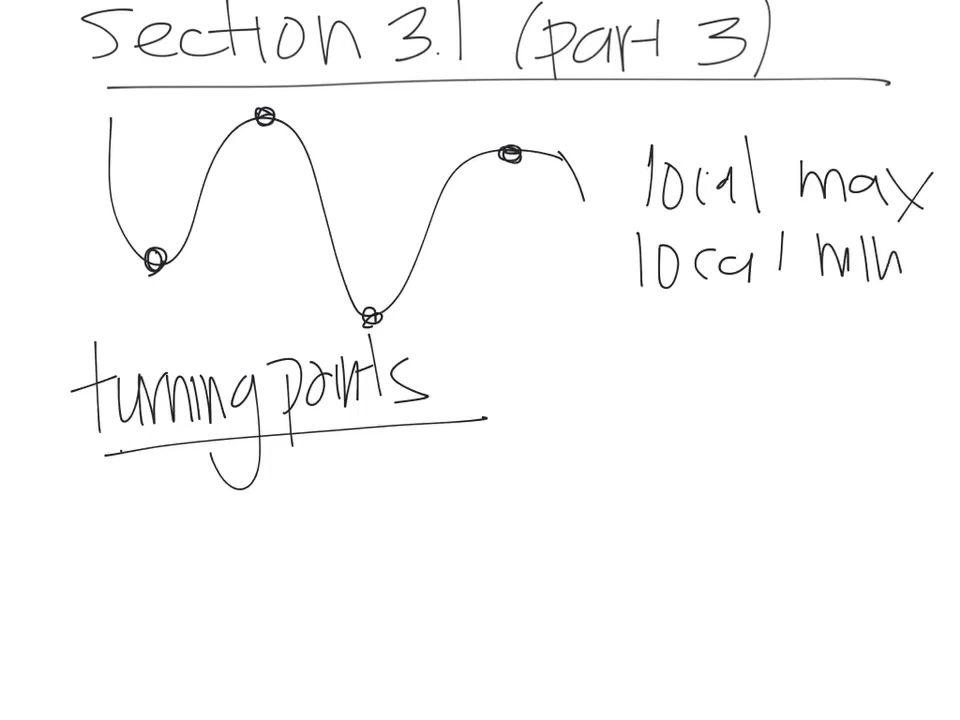 Section 3.1 (part 3)
local max
local min
turning points